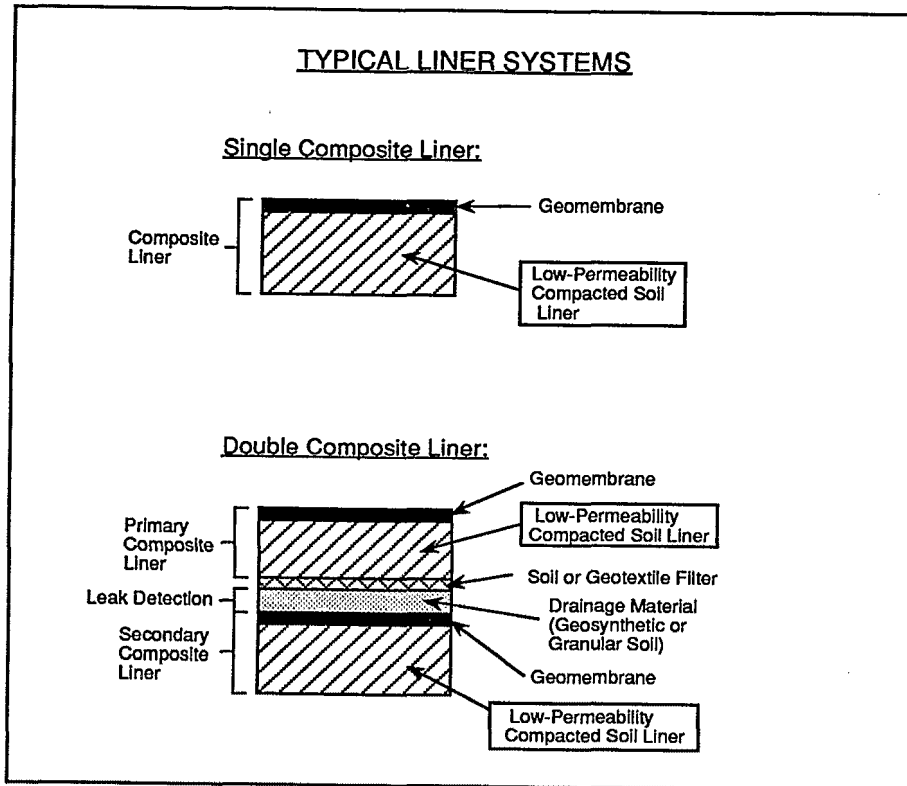 TYPICAL LINER SYSTEMS
Single Composite Liner:
Geomembrane
Composite
Liner
Low-Permeability
Compacted Soil
Liner
Double Composite Liner:
Geomembrane
Primary
Composite
Liner
Low-Permeability
Compacted Soil Liner
Soil or Geotextile Filter
Leak Detection
Drainage Material
(Geosynthetic or
Granular Soil)
Secondary
Composite
Liner
Geomembrane
Low-Permeability
Compacted Soil Liner